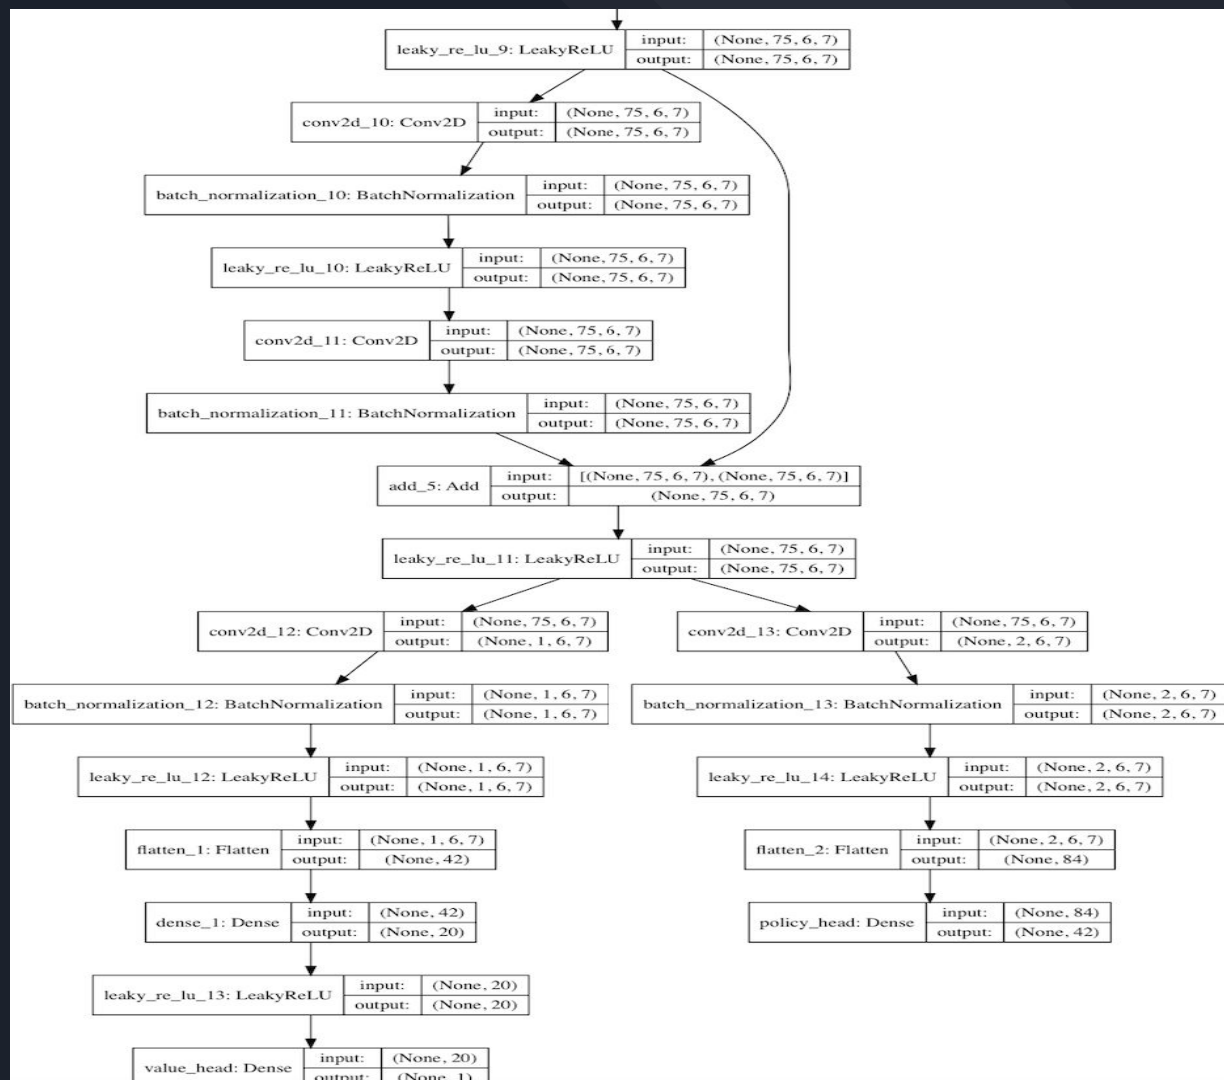 leaky_re_lu_9: LeakyReLU input: (None, 75, 6, 7)
output: (None, 75, 6, 7)
conv2d_10: Conv2D input: (None, 75, 6, 7)
output: (None, 75, 6, 7)
batch_normalization_10: BatchNormalization input: (None, 75, 6, 7)
output: (None, 75, 6, 7)
leaky_re_lu_10: LeakyReLU input: (None, 75, 6, 7)
output: (None, 75, 6, 7)
conv2d_11: Conv2D input: (None, 75, 6, 7)
output: (None, 75, 6, 7)
batch_normalization_11: BatchNormalization input: (None, 75, 6, 7)
output: (None, 75, 6, 7)
add_5: Add input: [(None, 75, 6, 7), (None, 75, 6, 7)]
output: (None, 75, 6, 7)
leaky_re_lu_11: LeakyReLU input: (None, 75, 6, 7)
output: (None, 75, 6, 7)
conv2d_12: Conv2D input: (None, 75, 6, 7)
output: (None, 1, 6, 7)
conv2d_13: Conv2D input: (None, 75, 6, 7)
output: (None, 2, 6, 7)
batch_normalization_12: BatchNormalization input: (None, 1, 6, 7)
output: (None, 1, 6, 7)
batch_normalization_13: BatchNormalization input: (None, 2, 6, 7)
output: (None, 2, 6, 7)
leaky_re_lu_12: LeakyReLU input: (None, 1, 6, 7)
output: (None, 1, 6, 7)
leaky_re_lu_14: LeakyReLU input: (None, 2, 6, 7)
output: (None, 2, 6, 7)
flatten_1: Flatten input: (None, 1, 6, 7)
output: (None, 42)
flatten_2: Flatten input: (None, 2, 6, 7)
output: (None, 84)
dense_1: Dense input: (None, 42)
output: (None, 20)
policy_head: Dense input: (None, 84)
output: (None, 42)
leaky_re_lu_13: LeakyReLU input: (None, 20)
output: (None, 20)
value_head: Dense input: (None, 20)
output: (None, 1)